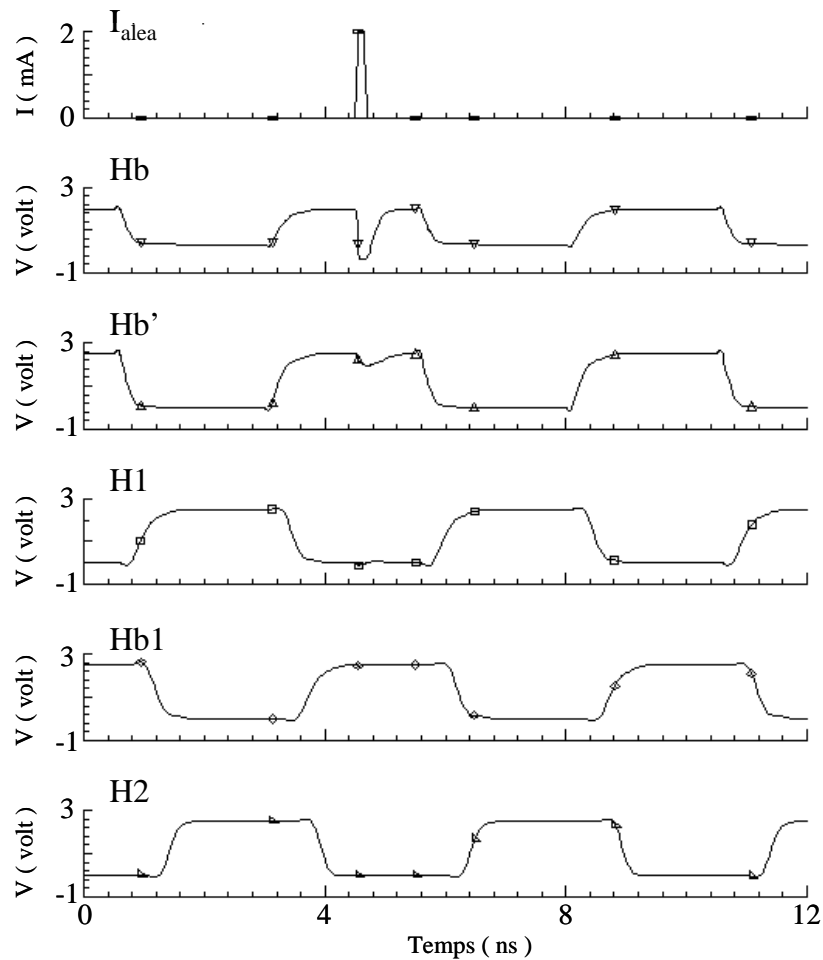 I_alea
I ( mA )
2
0
Hb
V ( volt )
3
-1
Hb’
V ( volt )
3
-1
H1
V ( volt )
3
-1
Hb1
V ( volt )
3
-1
H2
V ( volt )
3
-1
0 4 8 12
Temps ( ns )